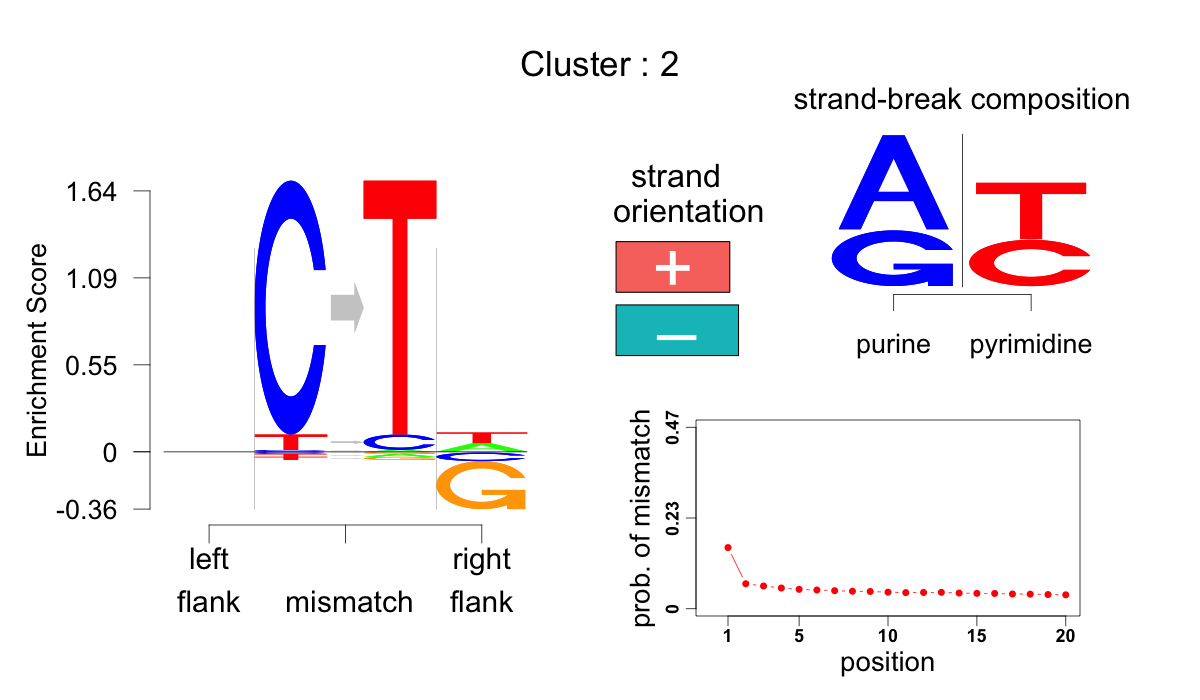 Cluster : 2
strand-break composition
A
G
T
C
purine
pyrimidine
strand
orientation
+
−
Enrichment Score
1.64
1.09
0.55
0
-0.36
C
T
T
C
A
T
A
C
G
left
flank
mismatch
right
flank
prob. of mismatch
0.47
0.23
0
1
5
10
15
20
position